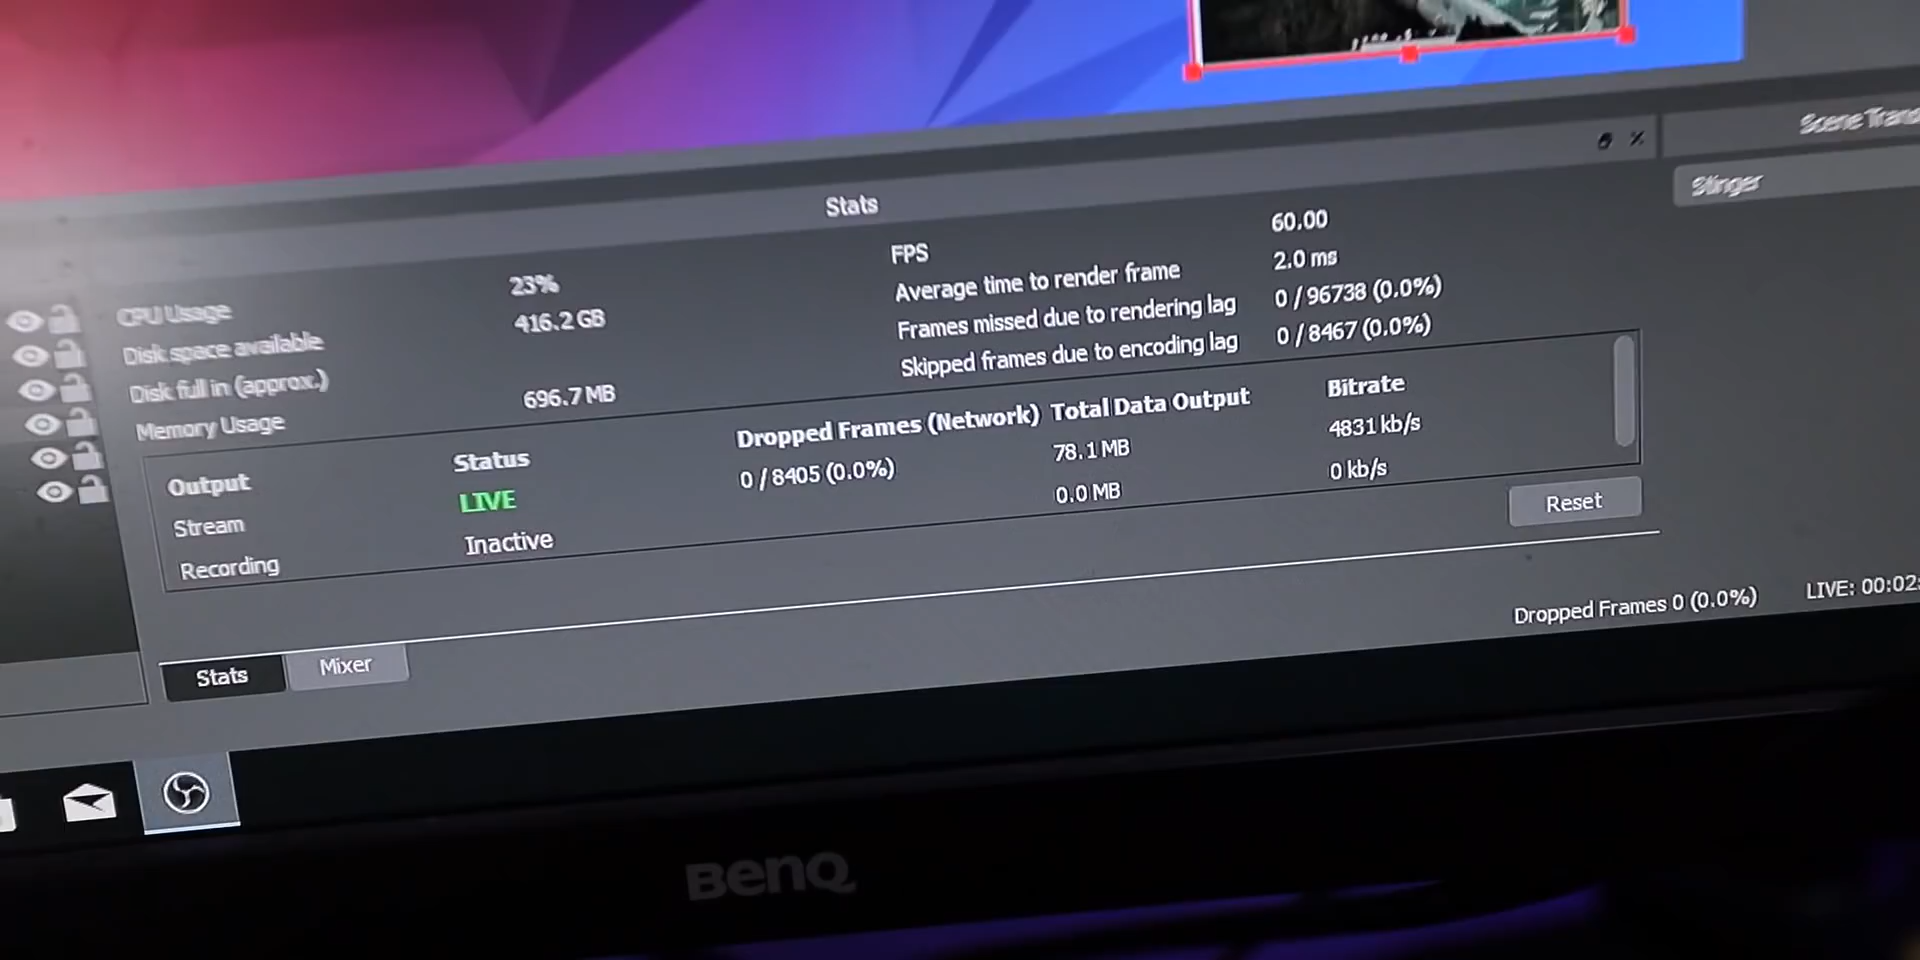 Scene Trans
Stinger
Stats
CPU Usage 23%
Disk space available 416.2 GB
Disk full in (approx.)
Memory Usage 696.7 MB
FPS 60.00
Average time to render frame 2.0 ms
Frames missed due to rendering lag 0 / 96738 (0.0%)
Skipped frames due to encoding lag 0 / 8467 (0.0%)
Output Status Dropped Frames (Network) Total Data Output Bitrate
Stream LIVE 0 / 8405 (0.0%) 78.1 MB 4831 kb/s
Recording Inactive 0.0 MB 0 kb/s
Reset
Dropped Frames 0 (0.0%) LIVE: 00:02:
Stats Mixer
BenQ